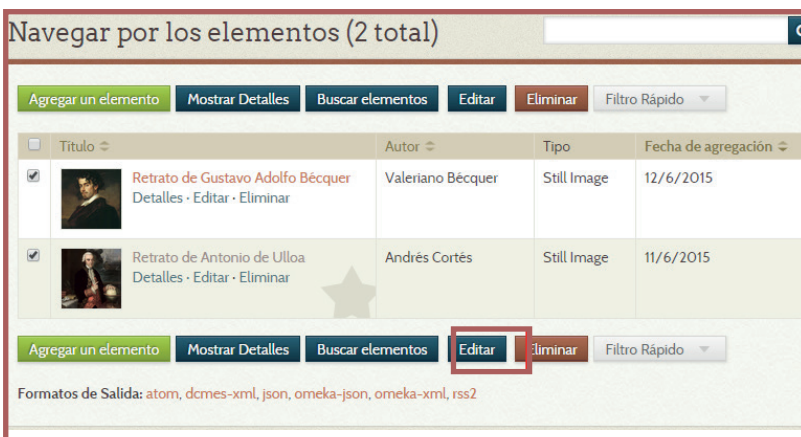 Navegar por los elementos (2 total)
Agregar un elemento Mostrar Detalles Buscar elementos Editar Eliminar Filtro Rápido
Título Autor Tipo Fecha de agregación
Retrato de Gustavo Adolfo Bécquer Valeriano Bécquer Still Image 12/6/2015
Detalles · Editar · Eliminar
Retrato de Antonio de Ulloa Andrés Cortés Still Image 11/6/2015
Detalles · Editar · Eliminar
Agregar un elemento Mostrar Detalles Buscar elementos Editar Eliminar Filtro Rápido
Formatos de Salida: atom, dcmes-xml, json, omeka-json, omeka-xml, rss2